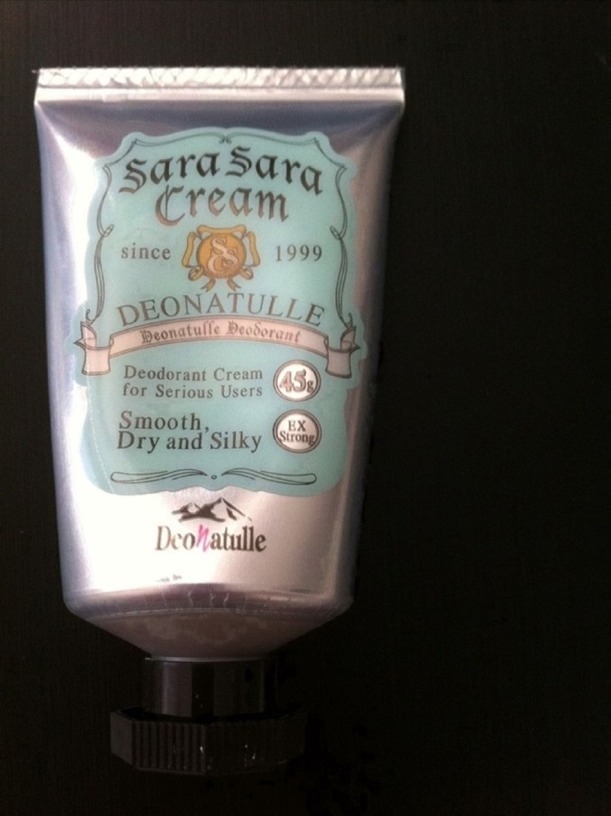 Sara Sara
Cream
since SS 1999
DEONATULLE
Deonatulle Deodorant
Deodorant Cream
for Serious Users
45g
Smooth,
Dry and Silky
EX
Strong
DeoNatulle